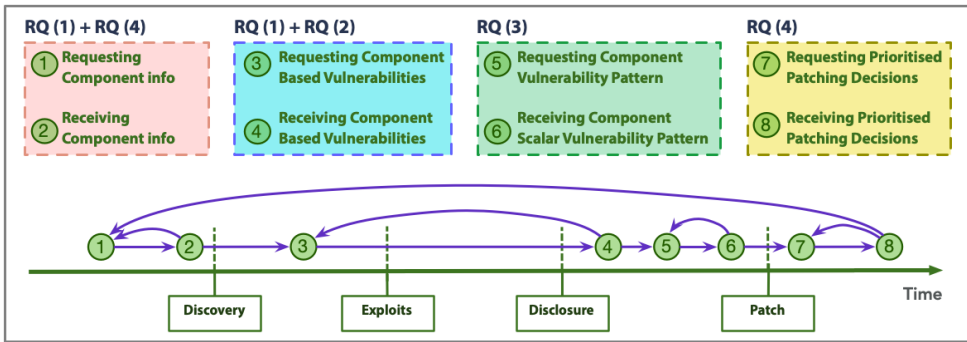 RQ (1) + RQ (4)
1 Requesting
Component info
2 Receiving
Component info
RQ (1) + RQ (2)
3 Requesting Component
Based Vulnerabilities
4 Receiving Component
Based Vulnerabilities
RQ (3)
5 Requesting Component
Vulnerability Pattern
6 Receiving Component
Scalar Vulnerability Pattern
RQ (4)
7 Requesting Prioritised
Patching Decisions
8 Receiving Prioritised
Patching Decisions
1 2 3 4 5 6 7 8
Time
Discovery Exploits Disclosure Patch